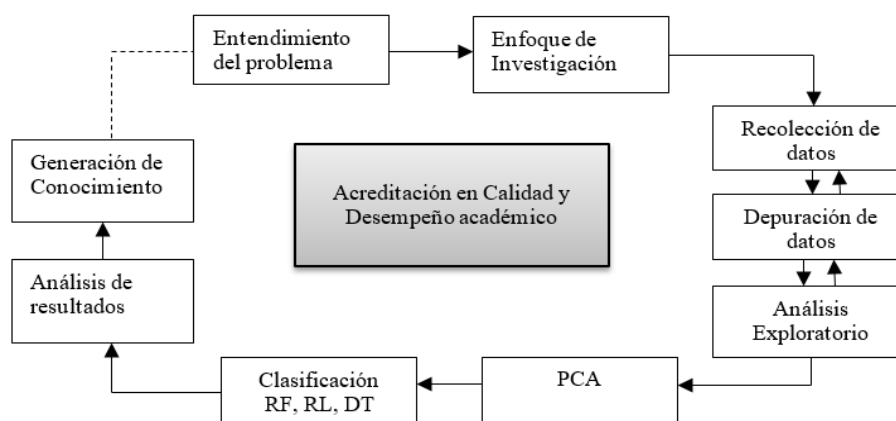 Entendimiento
del problema
Enfoque de
Investigación
Recolección de
datos
Depuración de
datos
Análisis
Exploratorio
PCA
Clasificación
RF, RL, DT
Análisis de
resultados
Generación de
Conocimiento
Acreditación en Calidad y
Desempeño académico